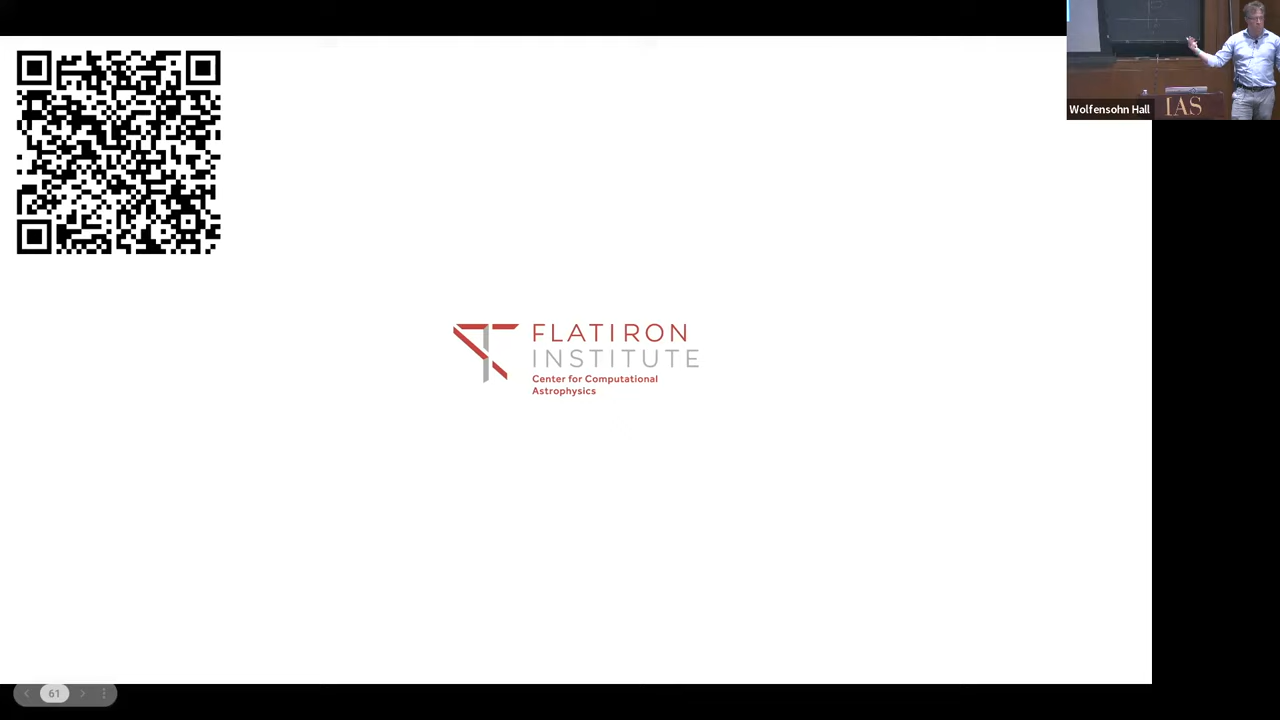 Wolfensohn Hall
IAS
FLATIRON
INSTITUTE
Center for Computational
Astrophysics
61